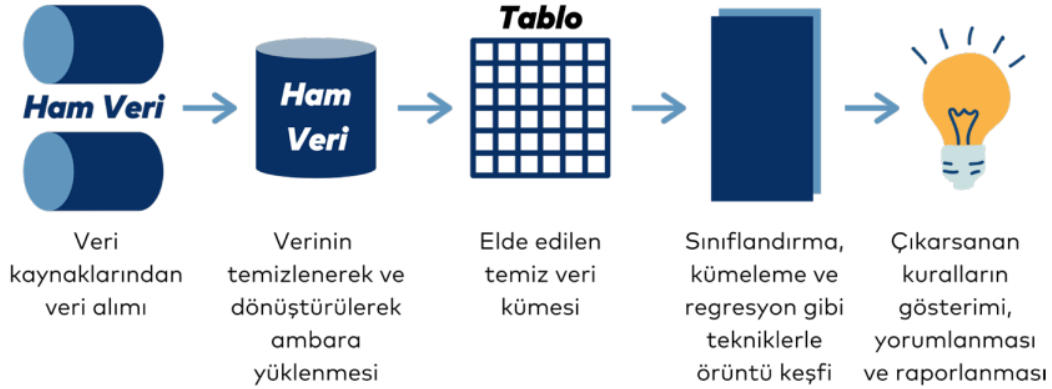 Tablo
Ham Veri
Ham
Veri
Veri
kaynaklarından
veri alımı
Verinin
temizlenerek ve
dönüştürülerek
ambara
yüklenmesi
Elde edilen
temiz veri
kümesi
Sınıflandırma,
kümeleme ve
regresyon gibi
tekniklerle
örüntü keşfi
Çıkarsanan
kuralların
gösterimi,
yorumlanması
ve raporlanması